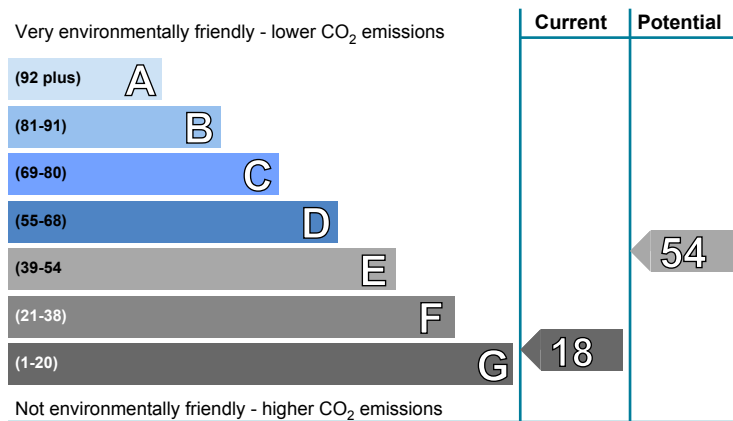 Very environmentally friendly - lower CO2 emissions
Current Potential
(92 plus) A
(81-91) B
(69-80) C
(55-68) D
(39-54 E
54
(21-38) F
(1-20) G
18
Not environmentally friendly - higher CO2 emissions